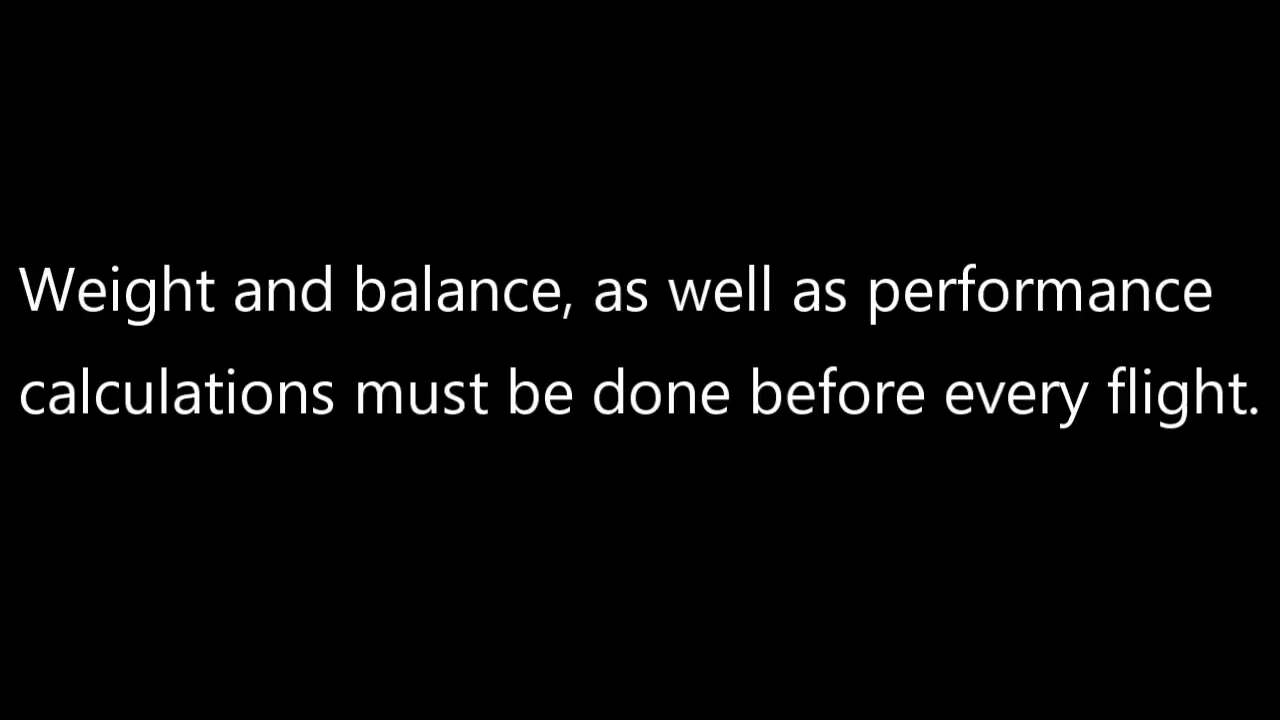 Weight and balance, as well as performance
calculations must be done before every flight.